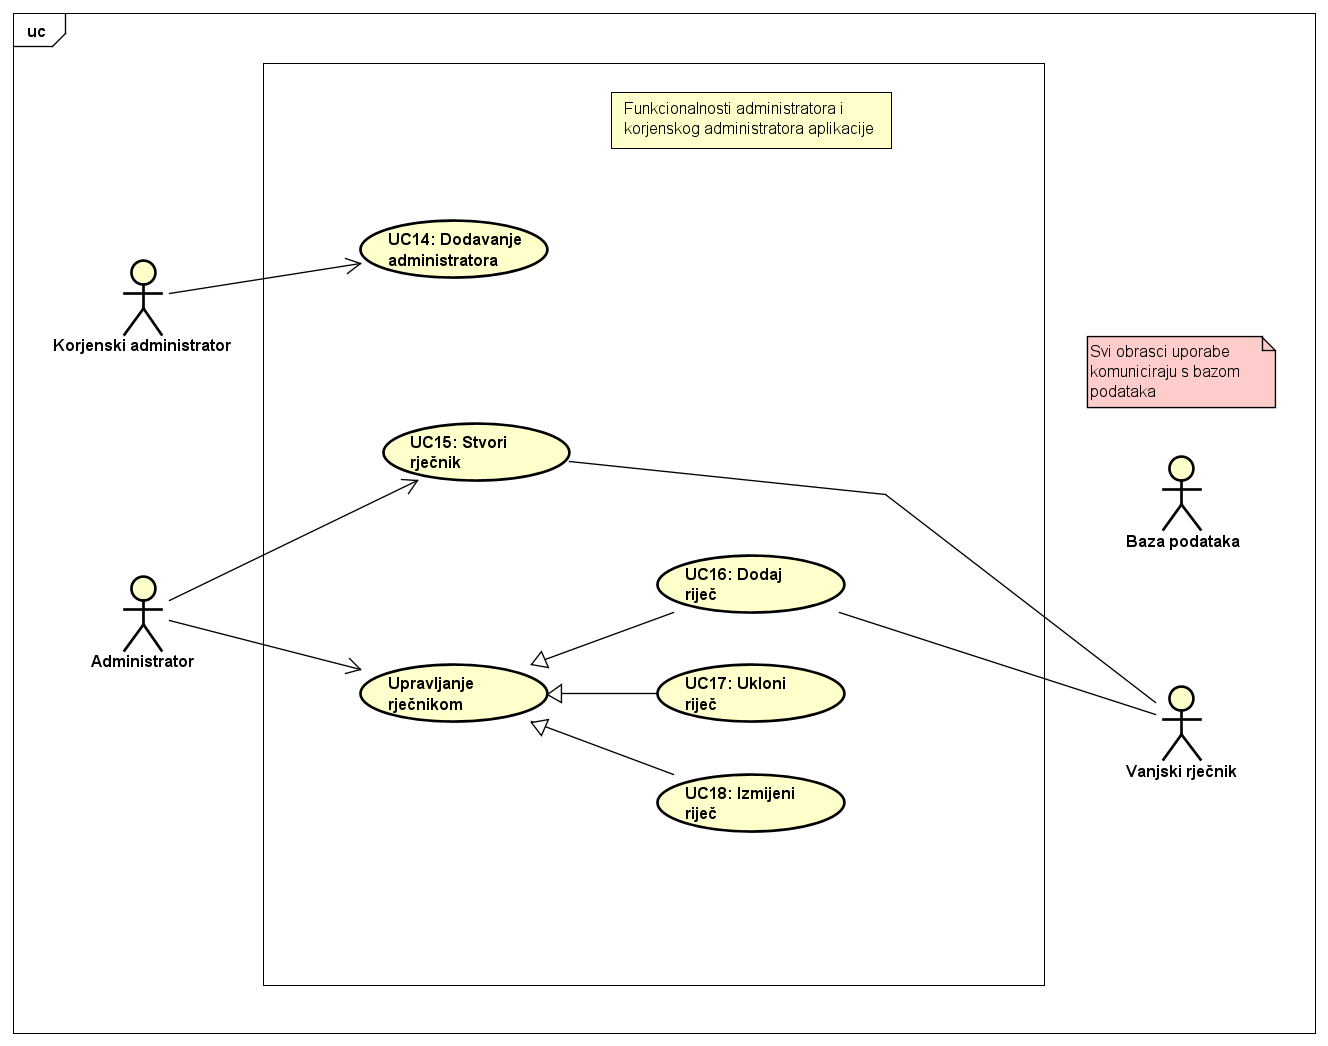 uc
Funkcionalnosti administratora i
korjenskog administratora aplikacije
UC14: Dodavanje
administratora
Korjenski administrator
Svi obrasci uporabe
komuniciraju s bazom
podataka
UC15: Stvori
rječnik
Baza podataka
UC16: Dodaj
riječ
Administrator
Upravljanje
rječnikom
UC17: Ukloni
riječ
Vanjski rječnik
UC18: Izmijeni
riječ